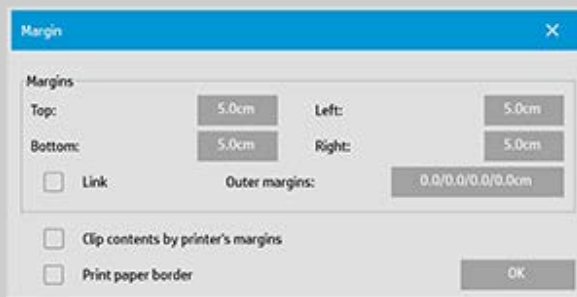 Margin ×
Margins
Top: 5.0cm Left: 5.0cm
Bottom: 5.0cm Right: 5.0cm
Link Outer margins: 0.0/0.0/0.0/0.0cm
Clip contents by printer's margins
Print paper border OK